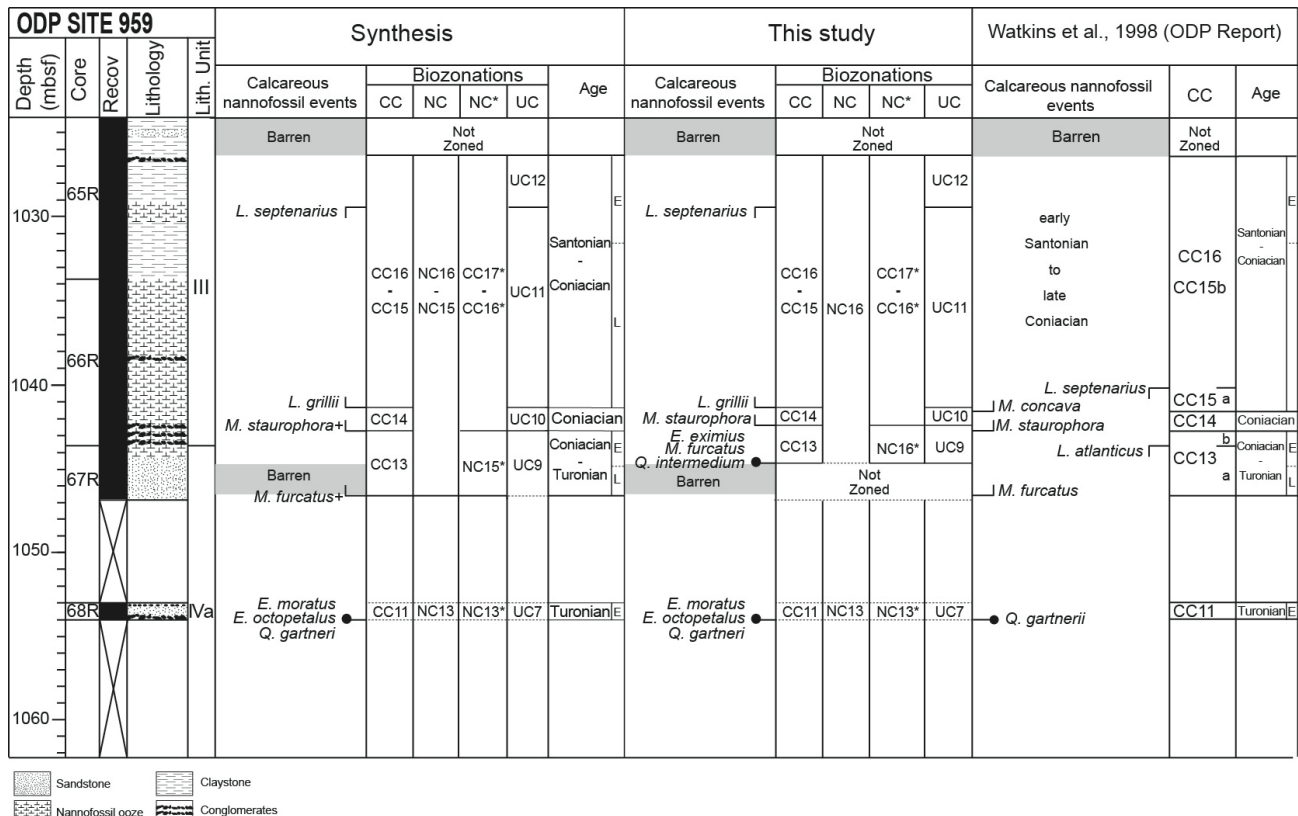 ODP SITE 959
Synthesis
This study
Watkins et al., 1998 (ODP Report)
Depth
(mbsf)
Core
Recov
Lithology
Lith. Unit
Calcareous
nannofossil events
Biozonations
CC NC NC* UC
Age
Calcareous
nannofossil events
Biozonations
CC NC NC* UC
Age
Calcareous nannofossil
events
CC
Age
Barren
Not
Zoned
Barren
Not
Zoned
Barren
Not
Zoned
1030
1040
1050
1060
65R
66R
67R
68R
III
IVa
L. septenarius
L. grillii
M. staurophora+
Barren
M. furcatus+
E. moratus
E. octopetalus
Q. gartneri
CC16
-
CC15
CC14
CC13
CC11
NC16
-
NC15
NC13
CC17*
-
CC16*
NC15*
NC13*
UC12
UC11
UC10
UC9
UC7
Santonian
-
Coniacian
E
L
Coniacian
Coniacian
-
Turonian
E
L
Turonian E
L. septenarius
L. grillii
M. staurophora
E. eximius
M. furcatus
Q. intermedium
Barren
E. moratus
E. octopetalus
Q. gartneri
CC16
-
CC15
CC14
CC13
CC11
NC16
NC13
CC17*
-
CC16*
NC16*
NC13*
UC12
UC11
UC10
UC9
UC7
Not
Zoned
early
Santonian
to
late
Coniacian
L. septenarius
M. concava
M. staurophora
L. atlanticus
M. furcatus
Q. gartnerii
CC16
CC15b
CC15 a
CC14
b
CC13
a
CC11
Santonian
-
Coniacian
E
L
Coniacian
Coniacian
-
Turonian
E
L
Turonian E
Sandstone
Claystone
Nannofossil ooze
Conglomerates